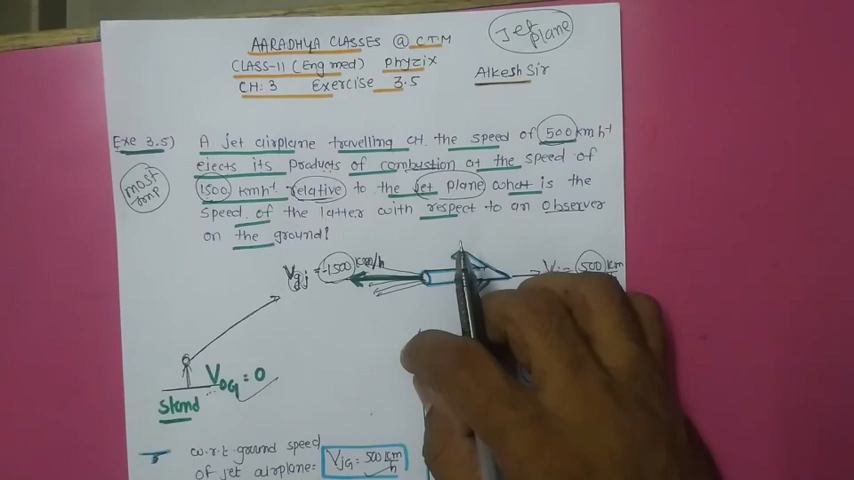 Jet plane
AARADHYA CLASSES @ CTM
CLASS-11 (Eng med) Phyzix
Alkesh Sir
CH: 3 Exercise 3.5
Exe 3.5) A jet airplane travelling at the speed of 500 kmh⁻¹
ejects its products of combustion at the speed of
most Imp
1500 kmh⁻¹ relative to the jet plane what is the
speed of the latter with respect to an observer
on the ground?
Vgj = -1500 km/h
Vj = 500 km
VOG = 0
Stand
w.r.t. ground speed
of jet airplane =
VjG = 500 km/h